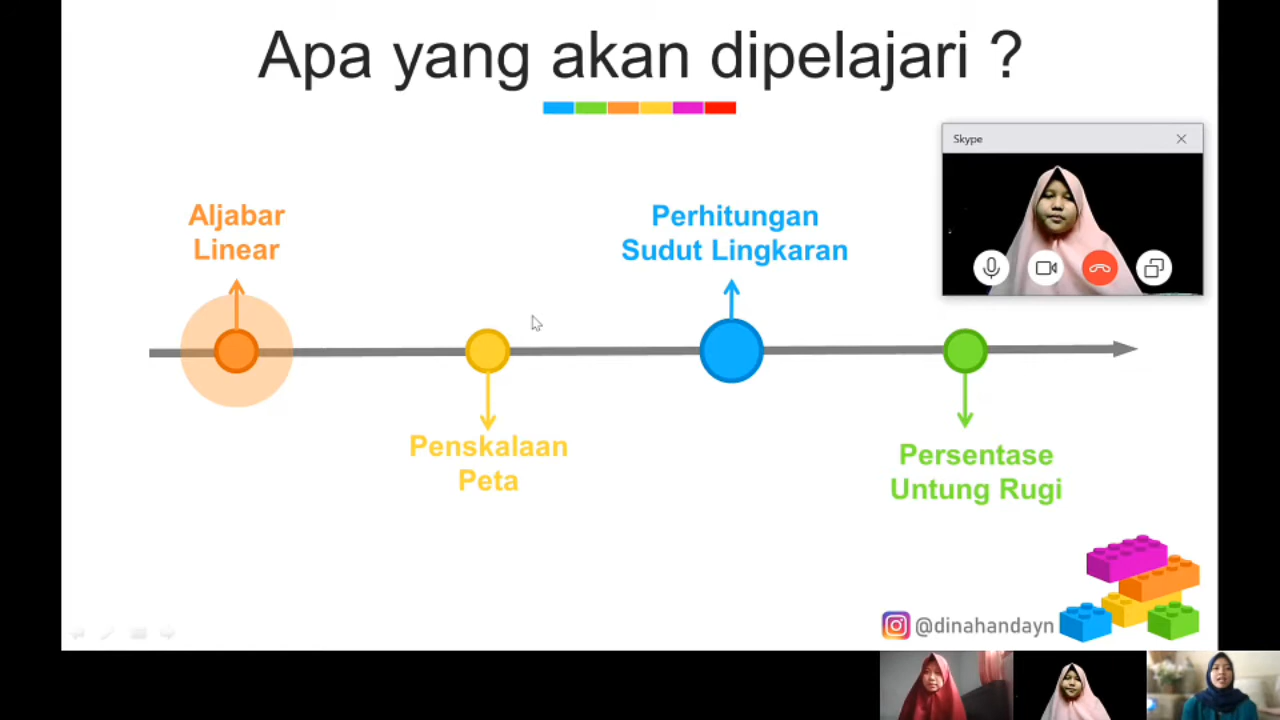 Apa yang akan dipelajari ?
Skype
Aljabar
Linear
Perhitungan
Sudut Lingkaran
Penskalaan
Peta
Persentase
Untung Rugi
@dinahandayn